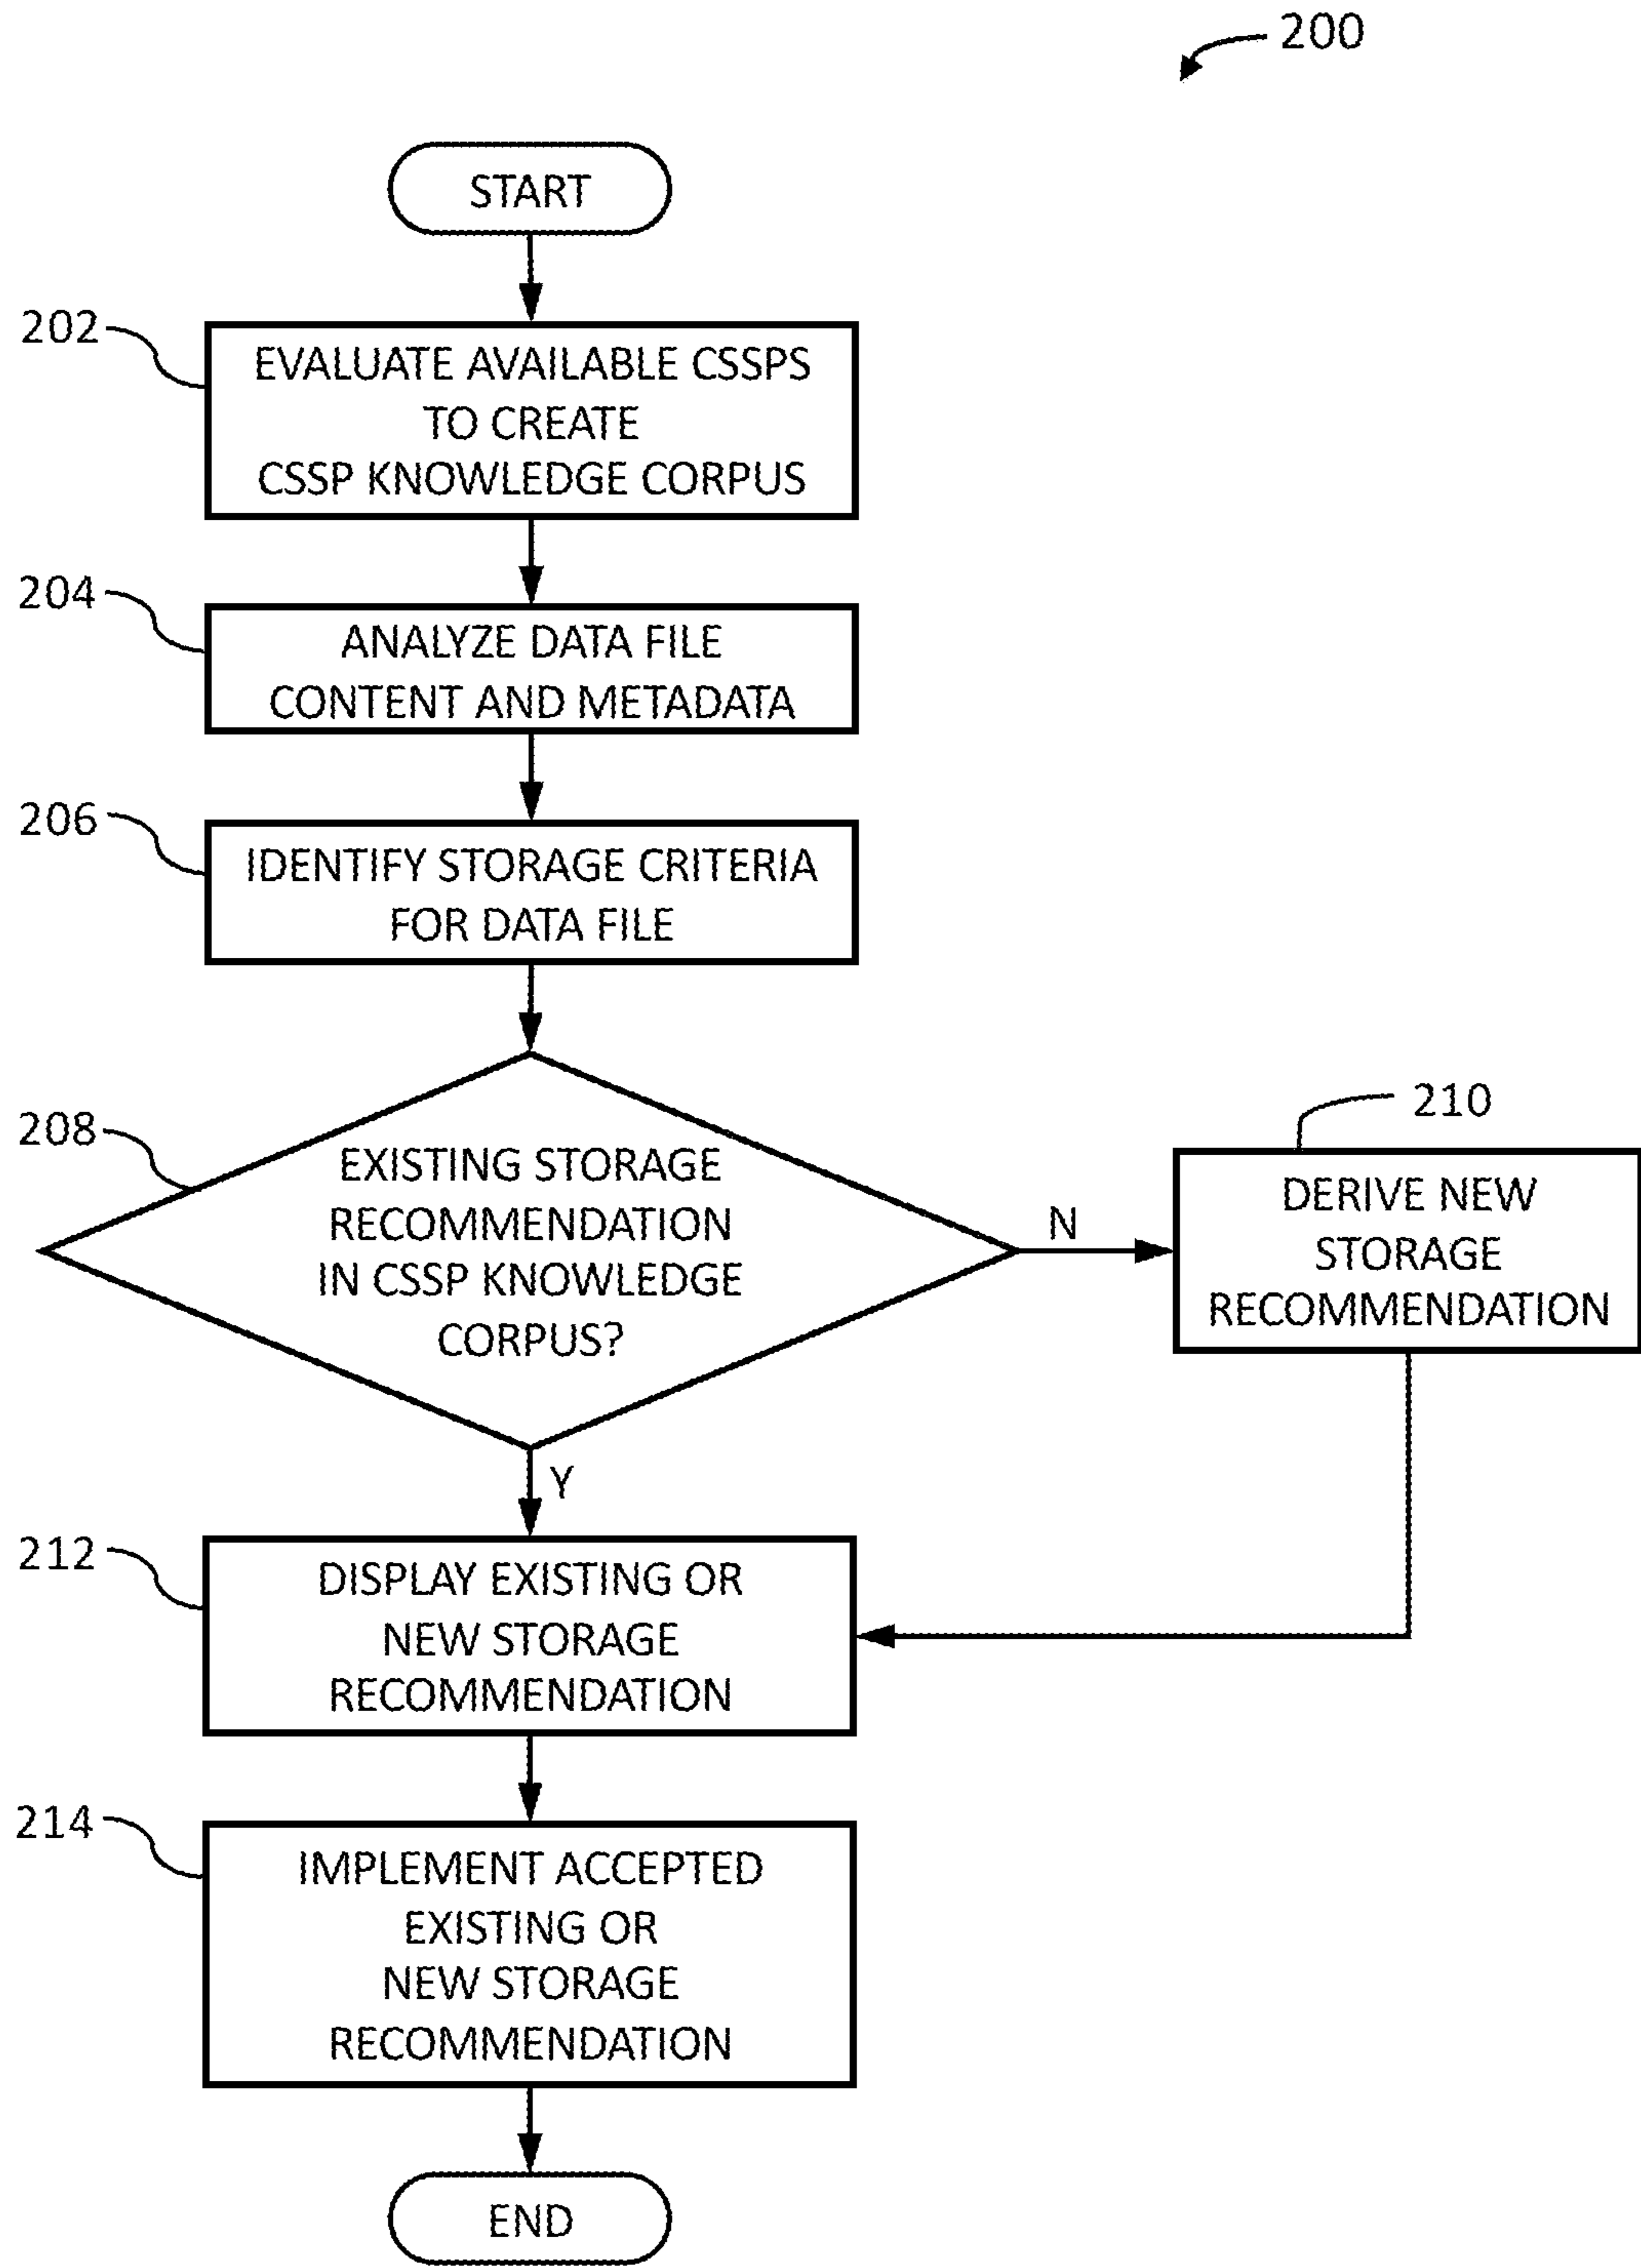 200
START
202
EVALUATE AVAILABLE CSSPS
TO CREATE
CSSP KNOWLEDGE CORPUS
204
ANALYZE DATA FILE
CONTENT AND METADATA
206
IDENTIFY STORAGE CRITERIA
FOR DATA FILE
208
EXISTING STORAGE
RECOMMENDATION
IN CSSP KNOWLEDGE
CORPUS?
N
210
DERIVE NEW
STORAGE
RECOMMENDATION
Y
212
DISPLAY EXISTING OR
NEW STORAGE
RECOMMENDATION
214
IMPLEMENT ACCEPTED
EXISTING OR
NEW STORAGE
RECOMMENDATION
END